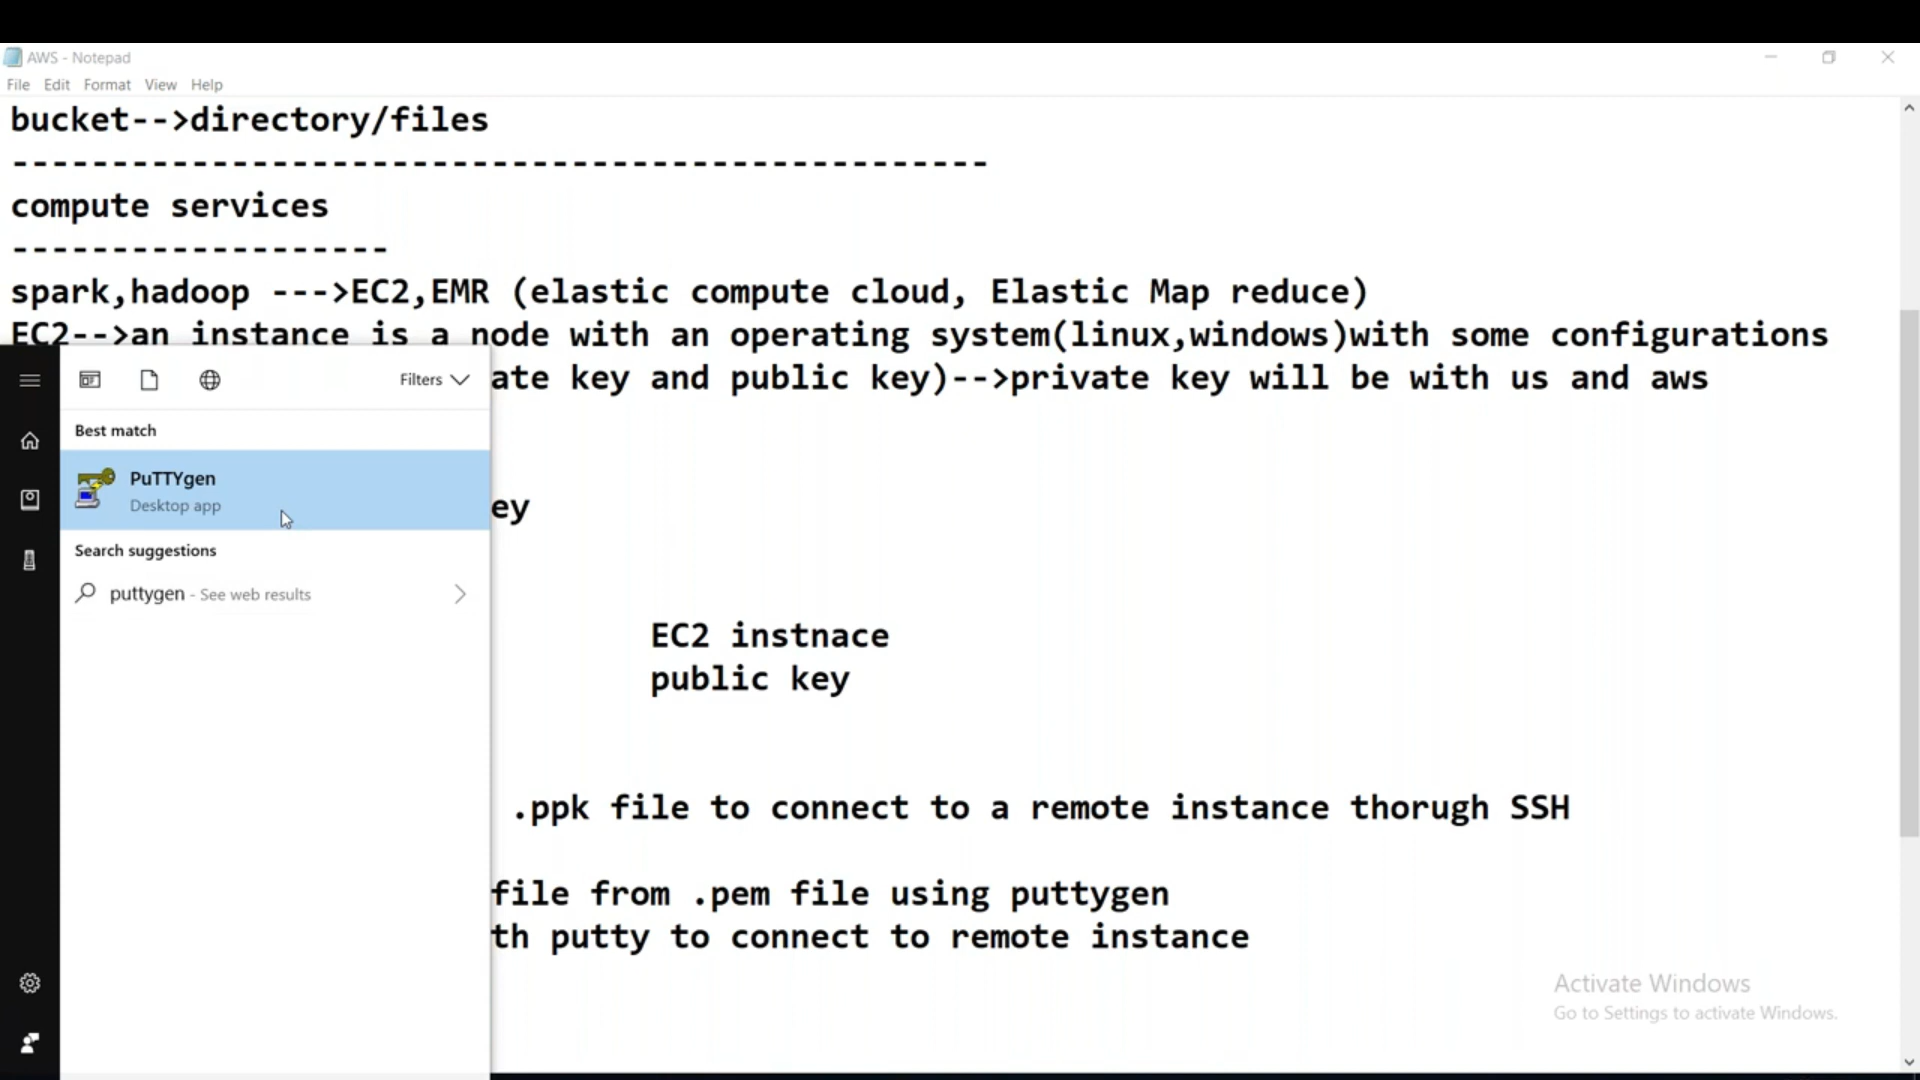 AWS - Notepad
File Edit Format View Help
bucket-->directory/files
-------------------------------------------------
compute services
-------------------
spark,hadoop --->EC2,EMR (elastic compute cloud, Elastic Map reduce)
EC2-->an instance is a node with an operating system(linux,windows)with some configurations
ate key and public key)-->private key will be with us and aws
Filters
Best match
PuTTYgen
Desktop app
ey
Search suggestions
puttygen - See web results
EC2 instnace
public key
.ppk file to connect to a remote instance thorugh SSH
file from .pem file using puttygen
th putty to connect to remote instance
Activate Windows
Go to Settings to activate Windows.